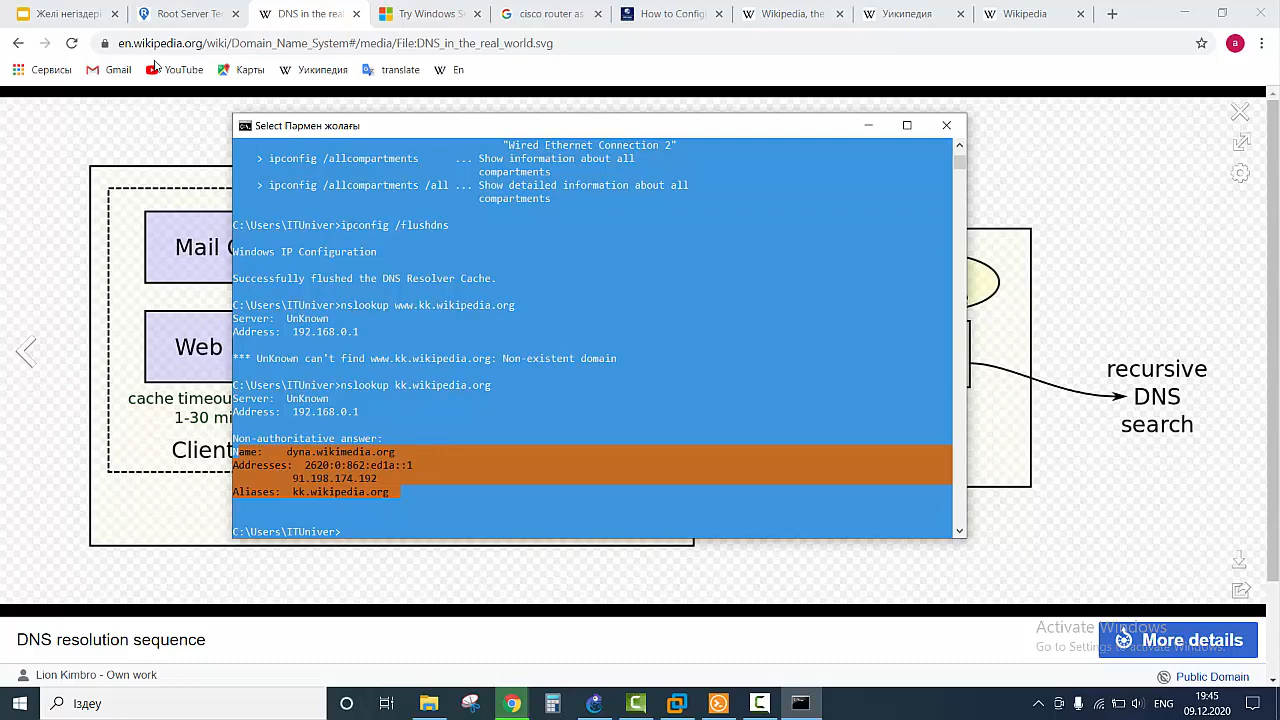 Желі негіздері
Root Server Te
DNS in the real
Try Windows Se
cisco router as
How to Config
Wikipedia, the
Уикипедия
Wikipedia
en.wikipedia.org/wiki/Domain_Name_System#/media/File:DNS_in_the_real_world.svg
a
Сервисы
Gmail
YouTube
Карты
Уикипедия
translate
En
Select Пәрмен жолағы
"Wired Ethernet Connection 2"
> ipconfig /allcompartments ... Show information about all
compartments
> ipconfig /allcompartments /all ... Show detailed information about all
compartments
C:\Users\ITUniver>ipconfig /flushdns
Windows IP Configuration
Successfully flushed the DNS Resolver Cache.
C:\Users\ITUniver>nslookup www.kk.wikipedia.org
Server: UnKnown
Address: 192.168.0.1
*** UnKnown can't find www.kk.wikipedia.org: Non-existent domain
C:\Users\ITUniver>nslookup kk.wikipedia.org
Server: UnKnown
Address: 192.168.0.1
Non-authoritative answer:
Name: dyna.wikimedia.org
Addresses: 2620:0:862:ed1a::1
91.198.174.192
Aliases: kk.wikipedia.org
C:\Users\ITUniver>
Mail
Web
cache timeou
1-30 mi
Client
recursive
DNS
search
DNS resolution sequence
Activate Windows
Go to Settings to activate Windows.
More details
Lion Kimbro - Own work
Public Domain
Іздеу
ENG
19:45
09.12.2020